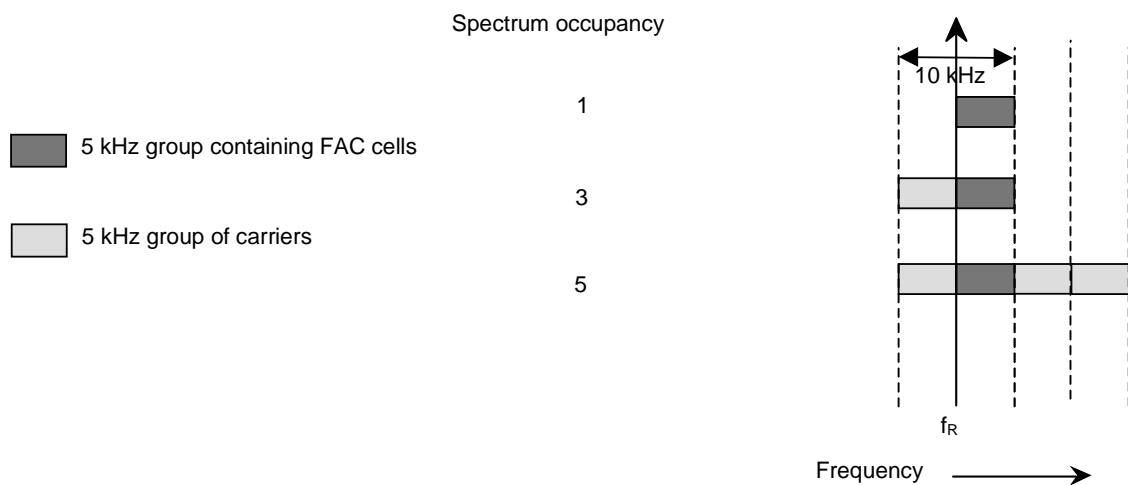 Spectrum occupancy
10 kHz
1
5 kHz group containing FAC cells
3
5 kHz group of carriers
5
fR
Frequency